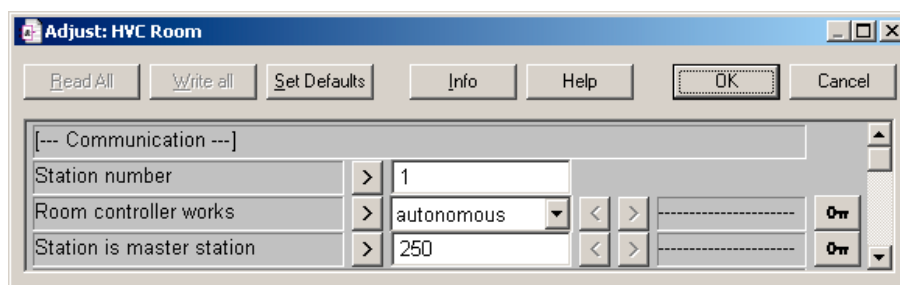 Adjust: HVC Room
Read All Write all Set Defaults Info Help OK Cancel
[--- Communication ---]
Station number > 1
Room controller works > autonomous < > ----------------------
Station is master station > 250 < > ----------------------